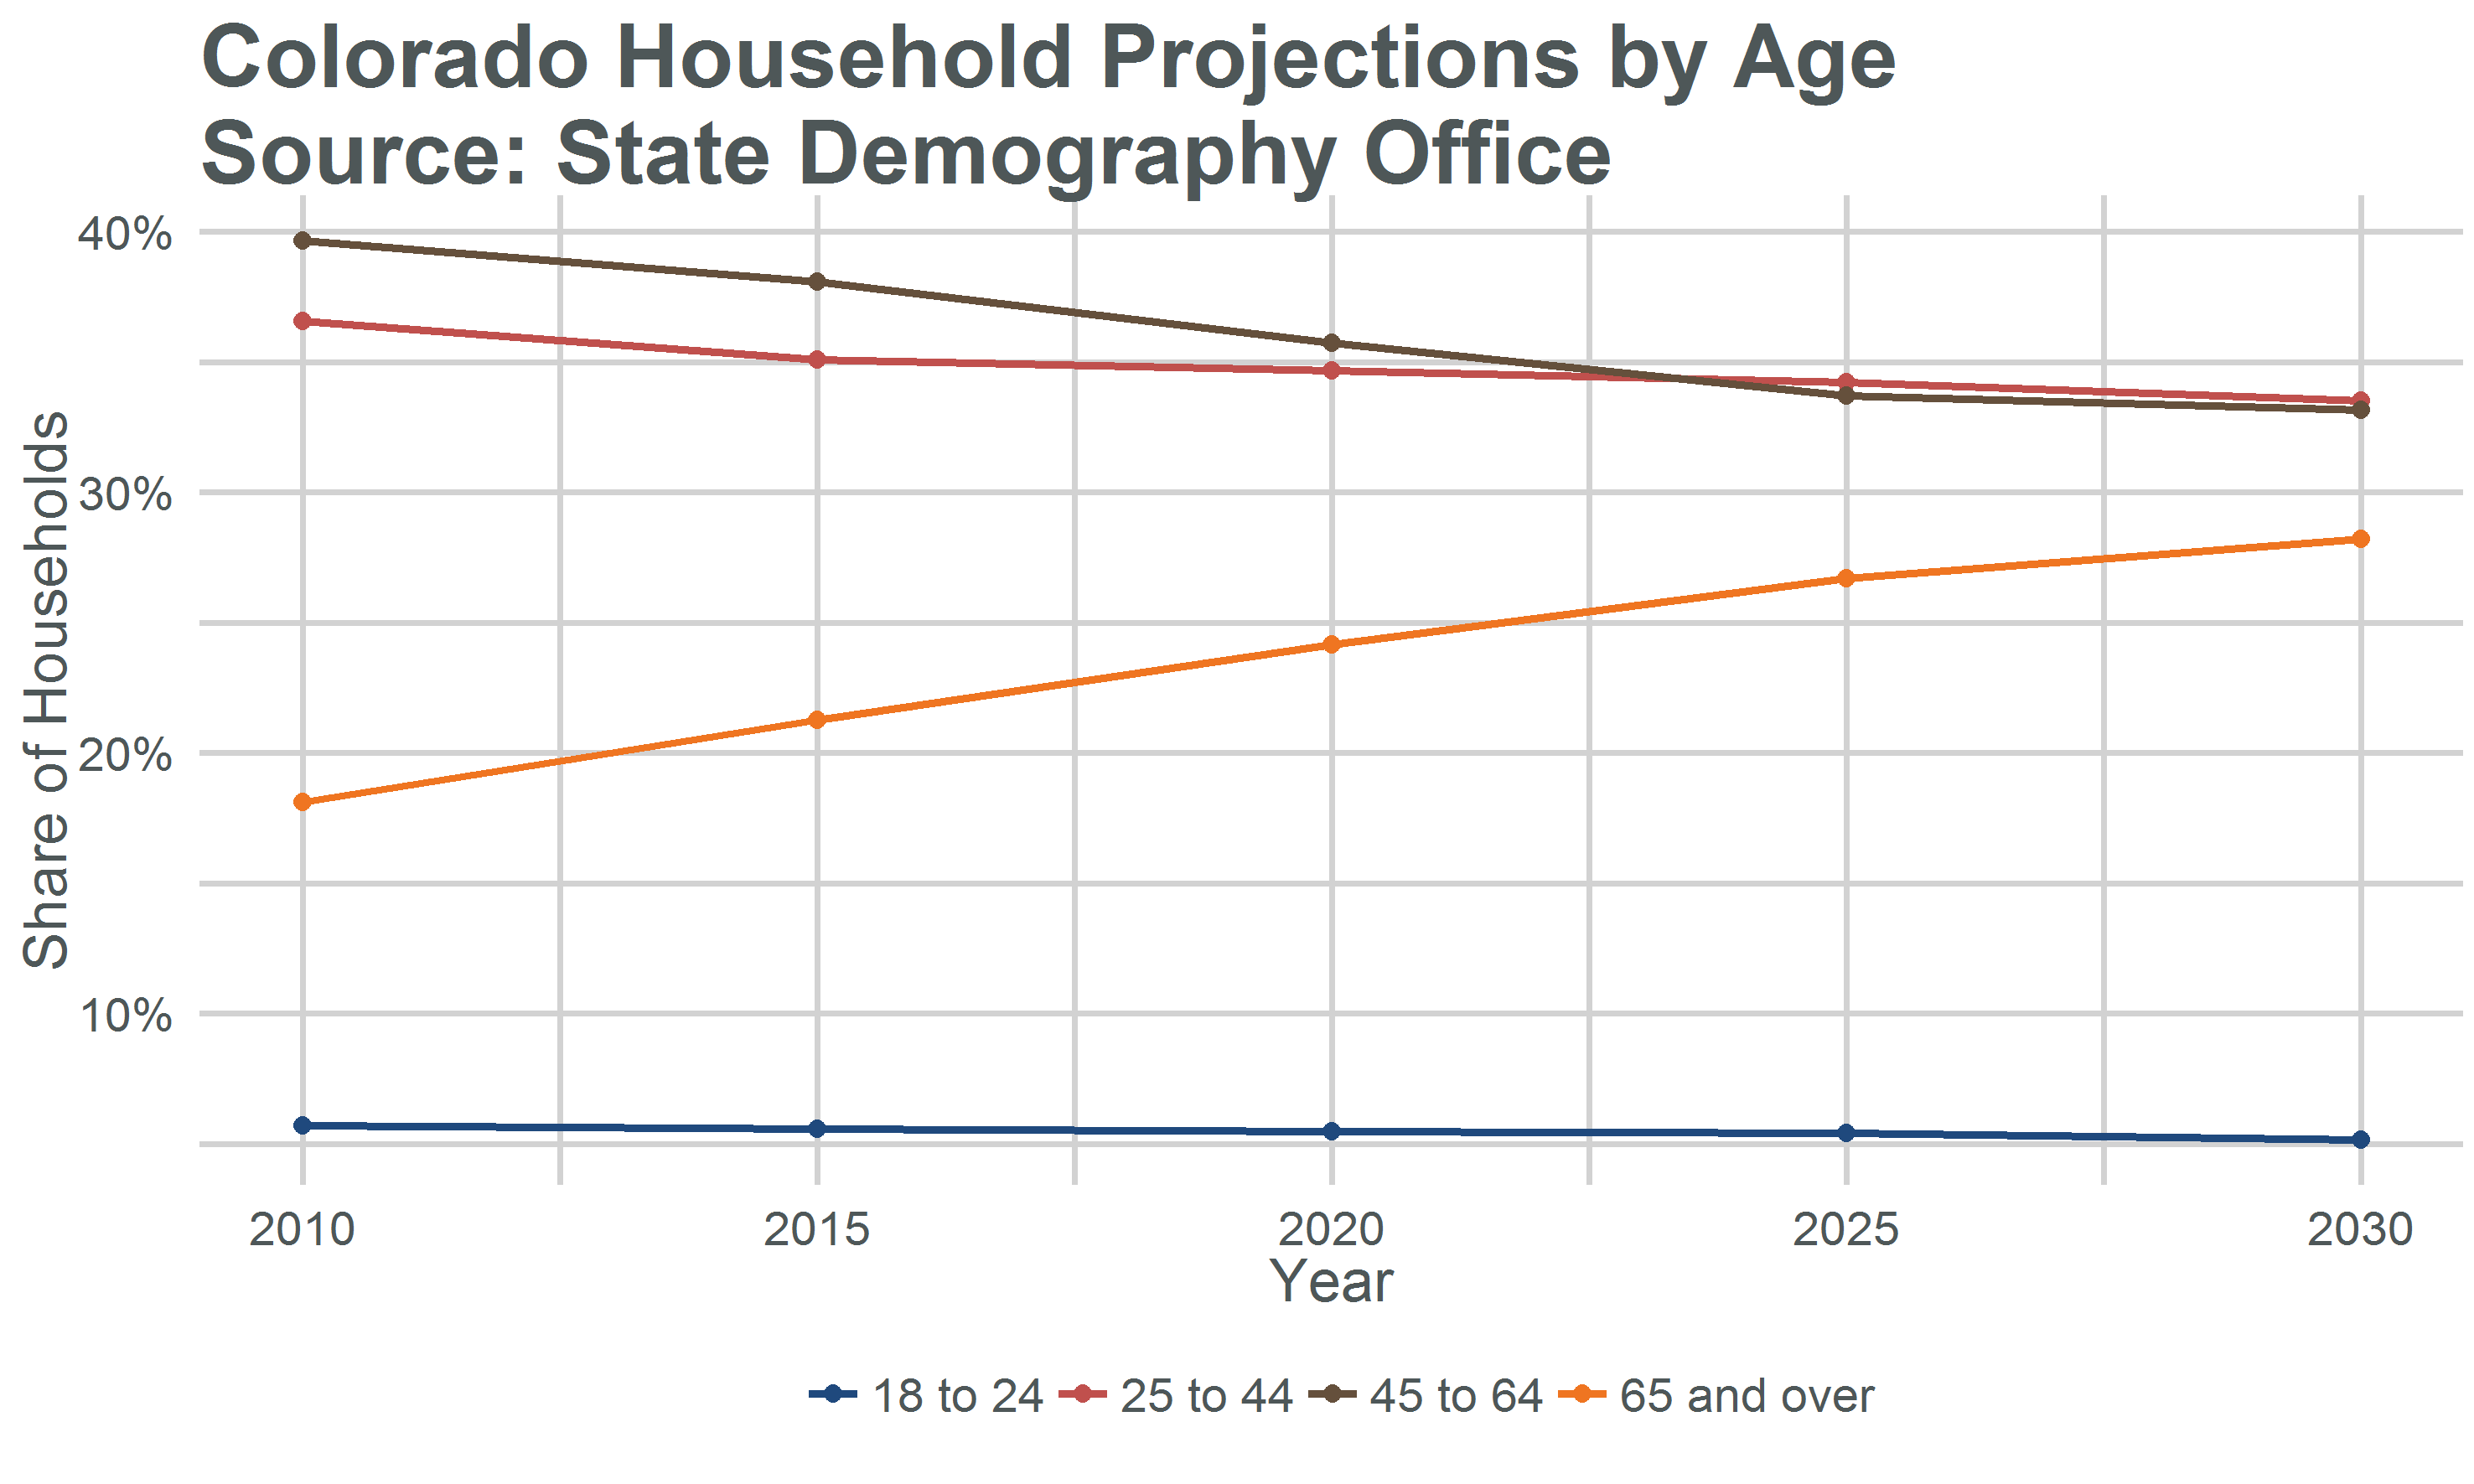 Colorado Household Projections by Age
Source: State Demography Office
Share of Households
40%
30%
20%
10%
2010 2015 2020 2025 2030
Year
18 to 24 25 to 44 45 to 64 65 and over